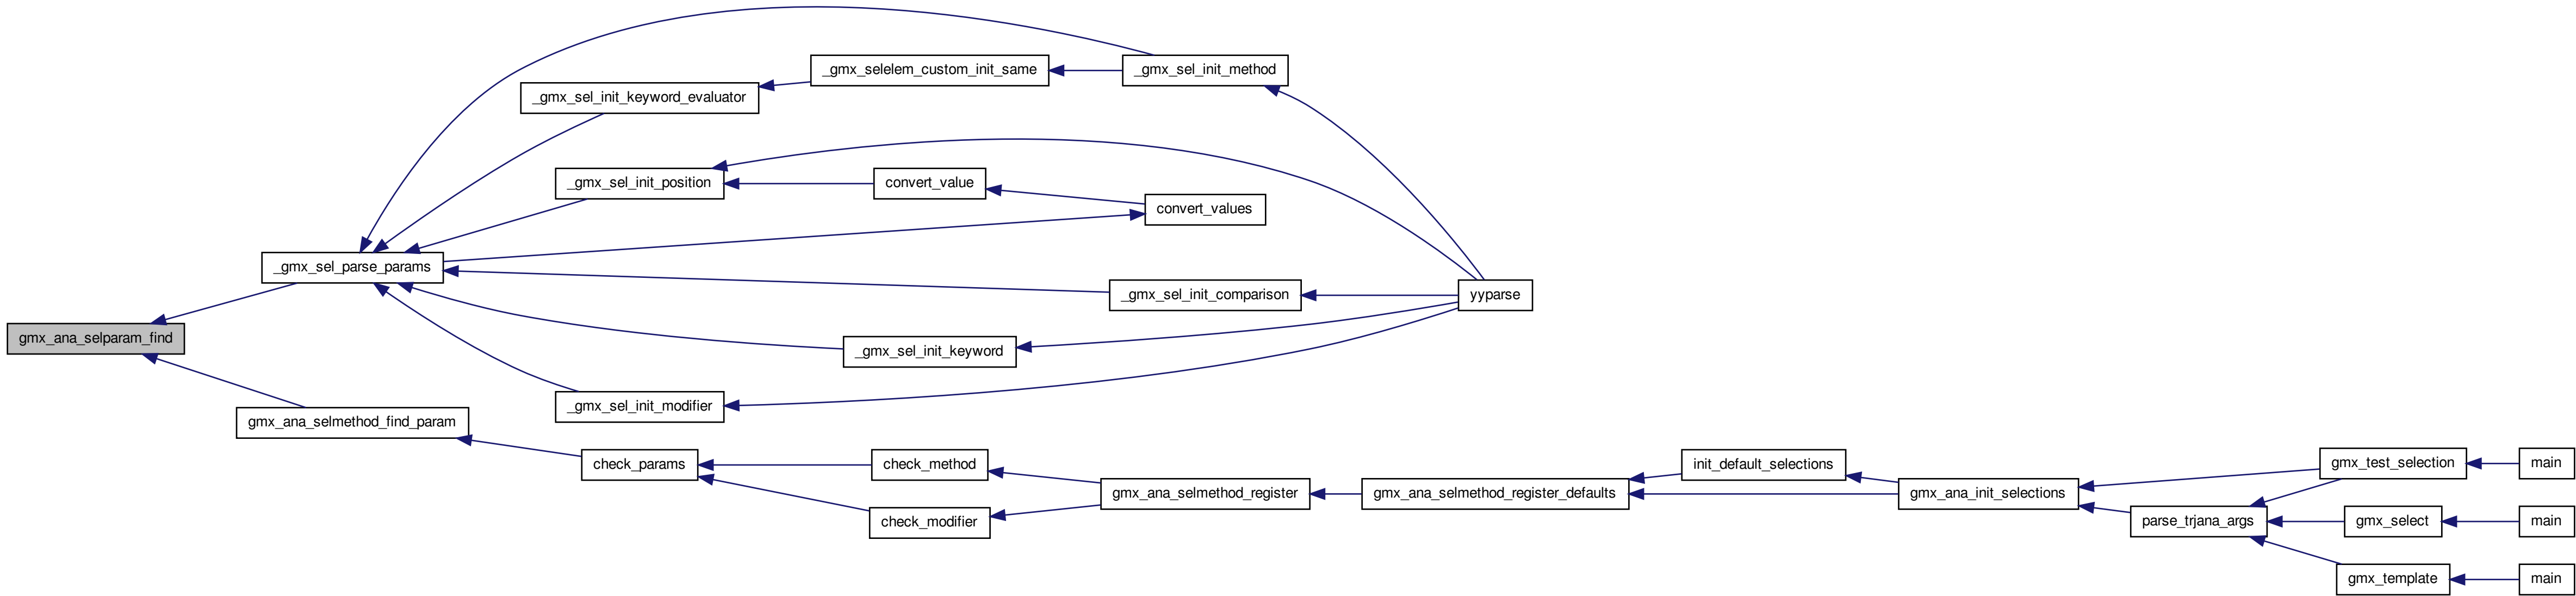 _gmx_selelem_custom_init_same
_gmx_sel_init_method
_gmx_sel_init_keyword_evaluator
_gmx_sel_init_position
convert_value
convert_values
_gmx_sel_parse_params
_gmx_sel_init_comparison
yyparse
gmx_ana_selparam_find
_gmx_sel_init_keyword
_gmx_sel_init_modifier
gmx_ana_selmethod_find_param
check_params
check_method
init_default_selections
gmx_test_selection
main
gmx_ana_selmethod_register
gmx_ana_selmethod_register_defaults
gmx_ana_init_selections
check_modifier
parse_trjana_args
gmx_select
main
gmx_template
main